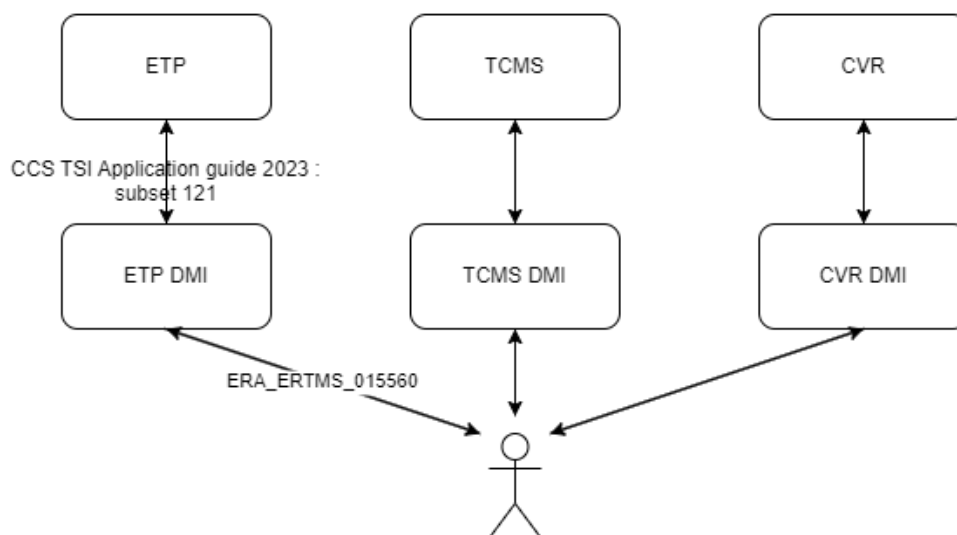 ETP
TCMS
CVR
CCS TSI Application guide 2023 :
subset 121
ETP DMI
TCMS DMI
CVR DMI
ERA_ERTMS_015560